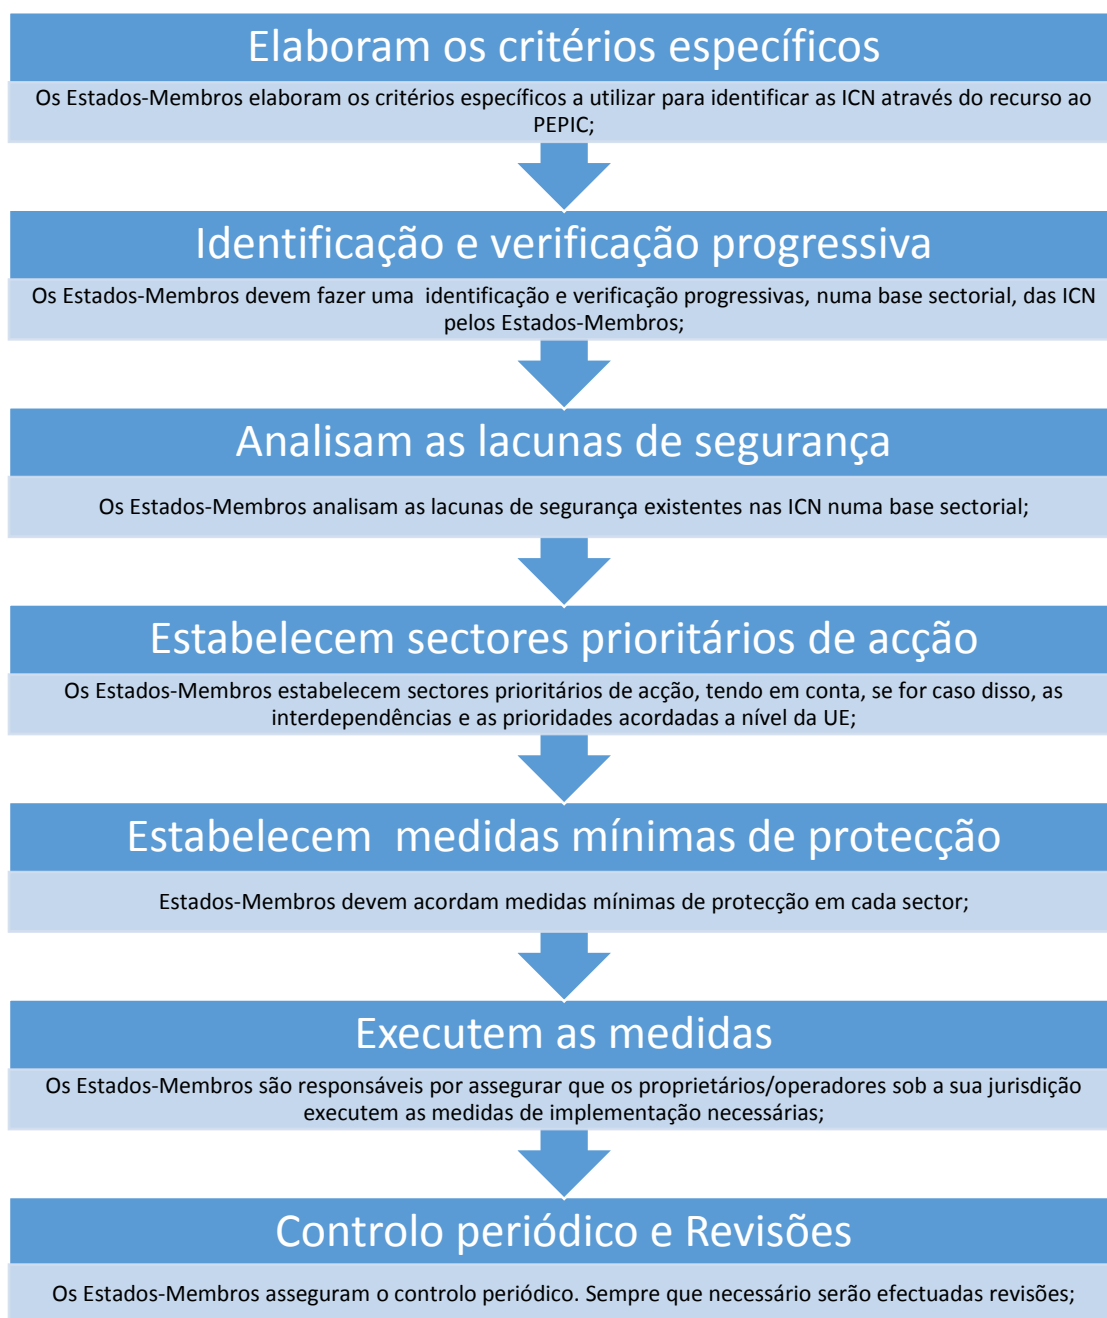 Elaboram os critérios específicos
Os Estados-Membros elaboram os critérios específicos a utilizar para identificar as ICN através do recurso ao
PEPIC;
Identificação e verificação progressiva
Os Estados-Membros devem fazer uma  identificação e verificação progressivas, numa base sectorial, das ICN
pelos Estados-Membros;
Analisam as lacunas de segurança
Os Estados-Membros analisam as lacunas de segurança existentes nas ICN numa base sectorial;
Estabelecem sectores prioritários de acção
Os Estados-Membros estabelecem sectores prioritários de acção, tendo em conta, se for caso disso, as
interdependências e as prioridades acordadas a nível da UE;
Estabelecem  medidas mínimas de protecção
Estados-Membros devem acordam medidas mínimas de protecção em cada sector;
Executem as medidas
Os Estados-Membros são responsáveis por assegurar que os proprietários/operadores sob a sua jurisdição
executem as medidas de implementação necessárias;
Controlo periódico e Revisões
Os Estados-Membros asseguram o controlo periódico. Sempre que necessário serão efectuadas revisões;